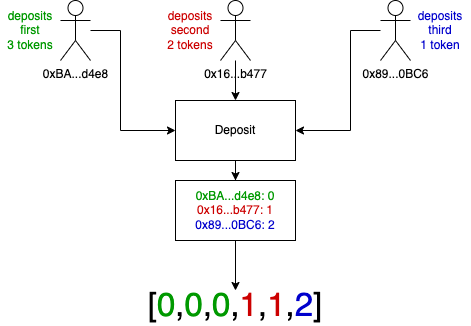 deposits
first
3 tokens
0xBA...d4e8
deposits
second
2 tokens
0x16...b477
deposits
third
1 token
0x89...0BC6
Deposit
0xBA...d4e8: 0
0x16...b477: 1
0x89...0BC6: 2
[0,0,0,1,1,2]